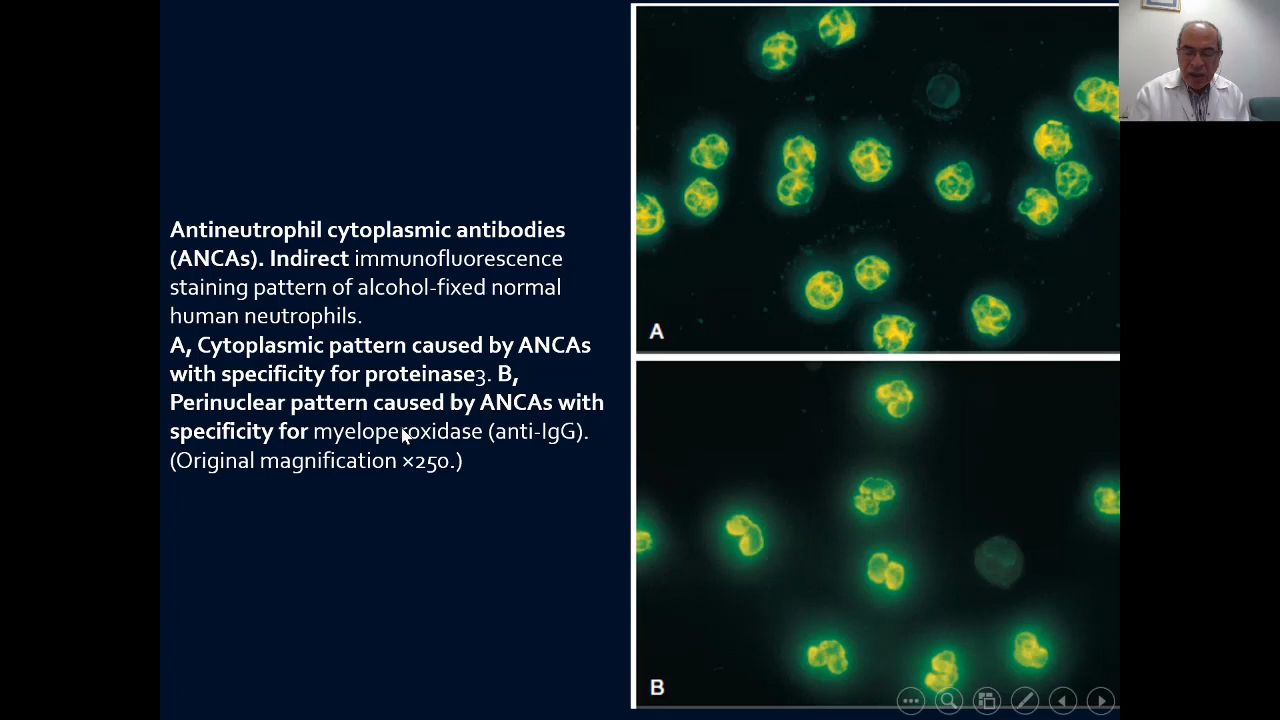 Antineutrophil cytoplasmic antibodies
(ANCAs). Indirect immunofluorescence
staining pattern of alcohol-fixed normal
human neutrophils.
A, Cytoplasmic pattern caused by ANCAs
with specificity for proteinase3. B,
Perinuclear pattern caused by ANCAs with
specificity for myeloperoxidase (anti-IgG).
(Original magnification ×250.)
A
B